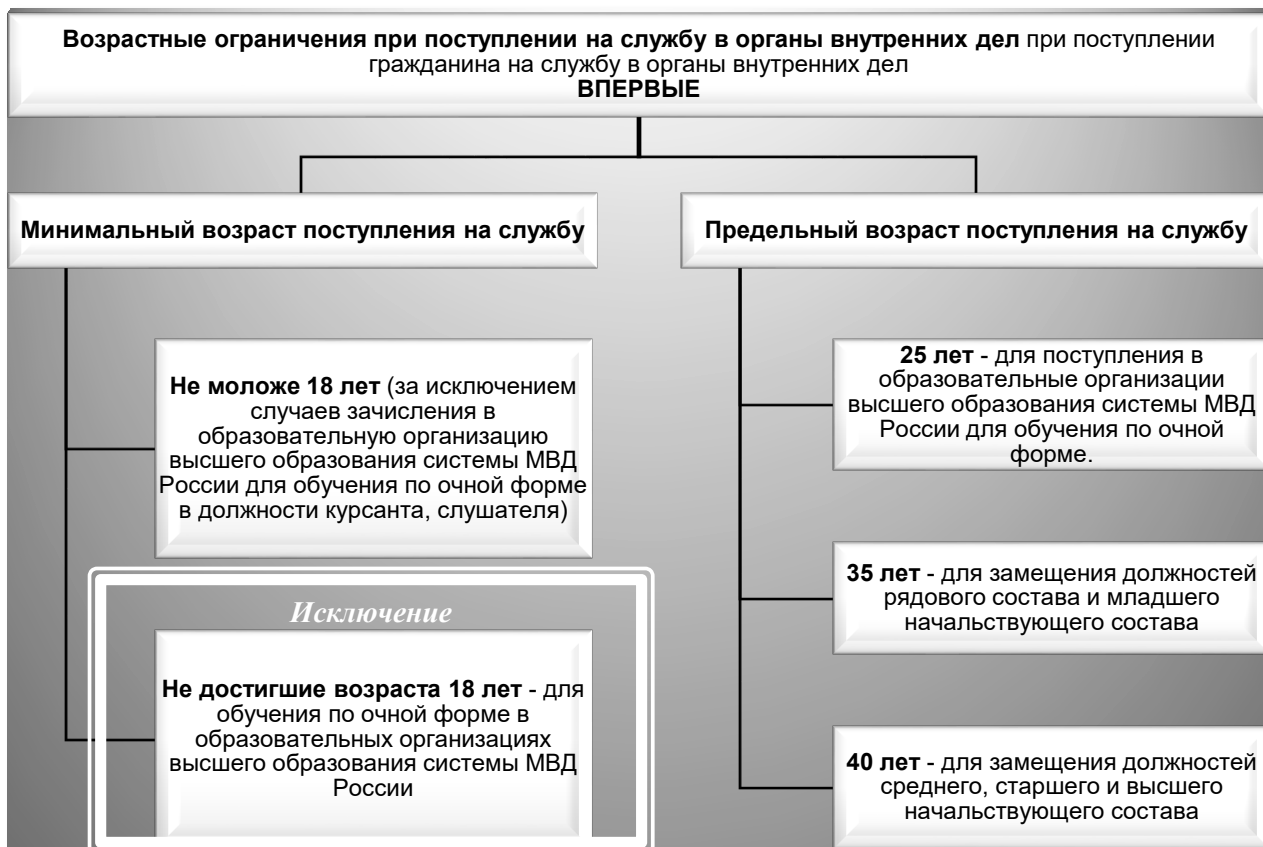 Возрастные ограничения при поступлении на службу в органы внутренних дел при поступлении
гражданина на службу в органы внутренних дел
ВПЕРВЫЕ
Минимальный возраст поступления на службу
Не моложе 18 лет (за исключением
случаев зачисления в
образовательную организацию
высшего образования системы МВД
России для обучения по очной форме
в должности курсанта, слушателя)
Исключение
Не достигшие возраста 18 лет - для
обучения по очной форме в
образовательных организациях
высшего образования системы МВД
России
Предельный возраст поступления на службу
25 лет - для поступления в
образовательные организации
высшего образования системы МВД
России для обучения по очной
форме.
35 лет - для замещения должностей
рядового состава и младшего
начальствующего состава
40 лет - для замещения должностей
среднего, старшего и высшего
начальствующего состава